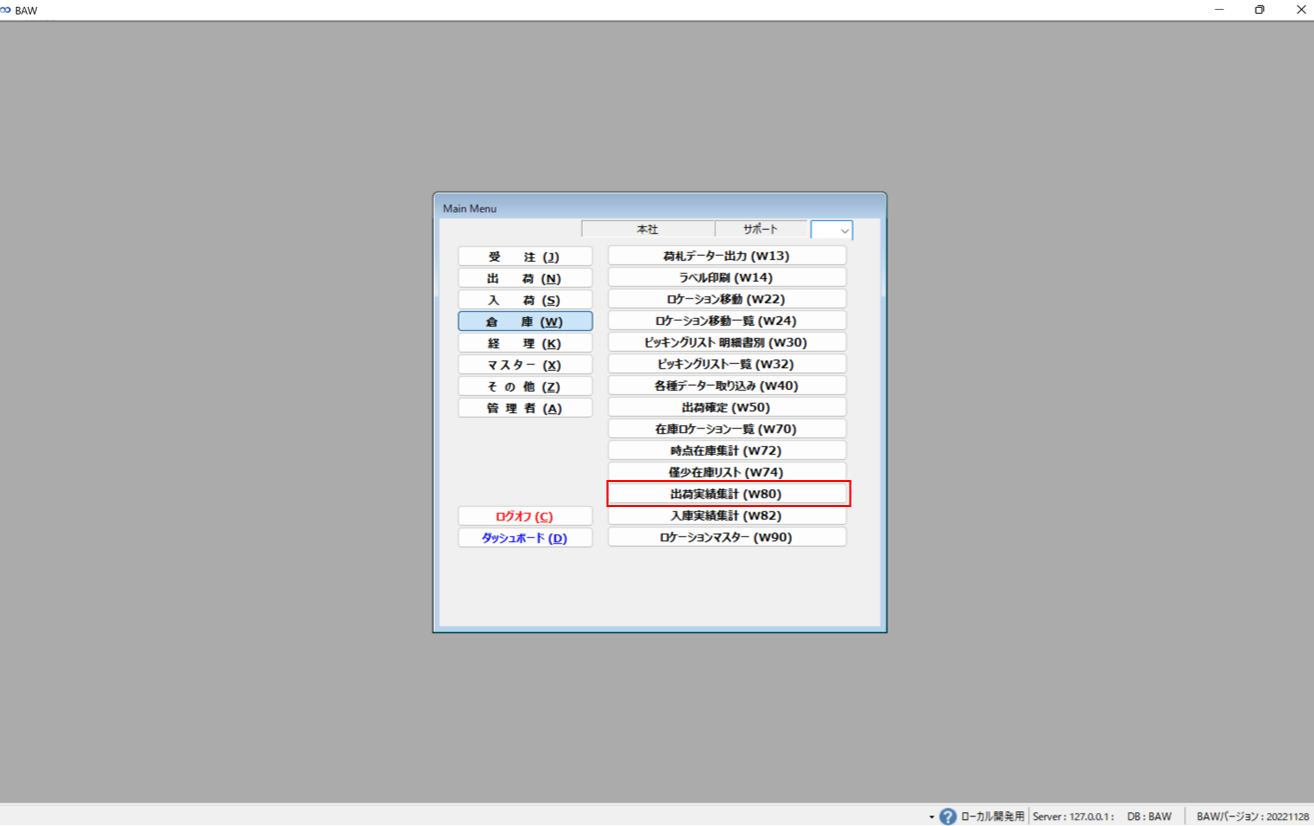 BAW
Main Menu
本社 サポート
受 注 (J)
出 荷 (N)
入 荷 (S)
倉 庫 (W)
経 理 (K)
マスター (X)
そ の 他 (Z)
管 理 者 (A)
ログオフ (C)
ダッシュボード (D)
荷札データー出力 (W13)
ラベル印刷 (W14)
ロケーション移動 (W22)
ロケーション移動一覧 (W24)
ピッキングリスト 明細書別 (W30)
ピッキングリスト一覧 (W32)
各種データー取り込み (W40)
出荷確定 (W50)
在庫ロケーション一覧 (W70)
時点在庫集計 (W72)
僅少在庫リスト (W74)
出荷実績集計 (W80)
入庫実績集計 (W82)
ロケーションマスター (W90)
ローカル開発用 Server : 127.0.0.1 : DB : BAW BAWバージョン : 20221128